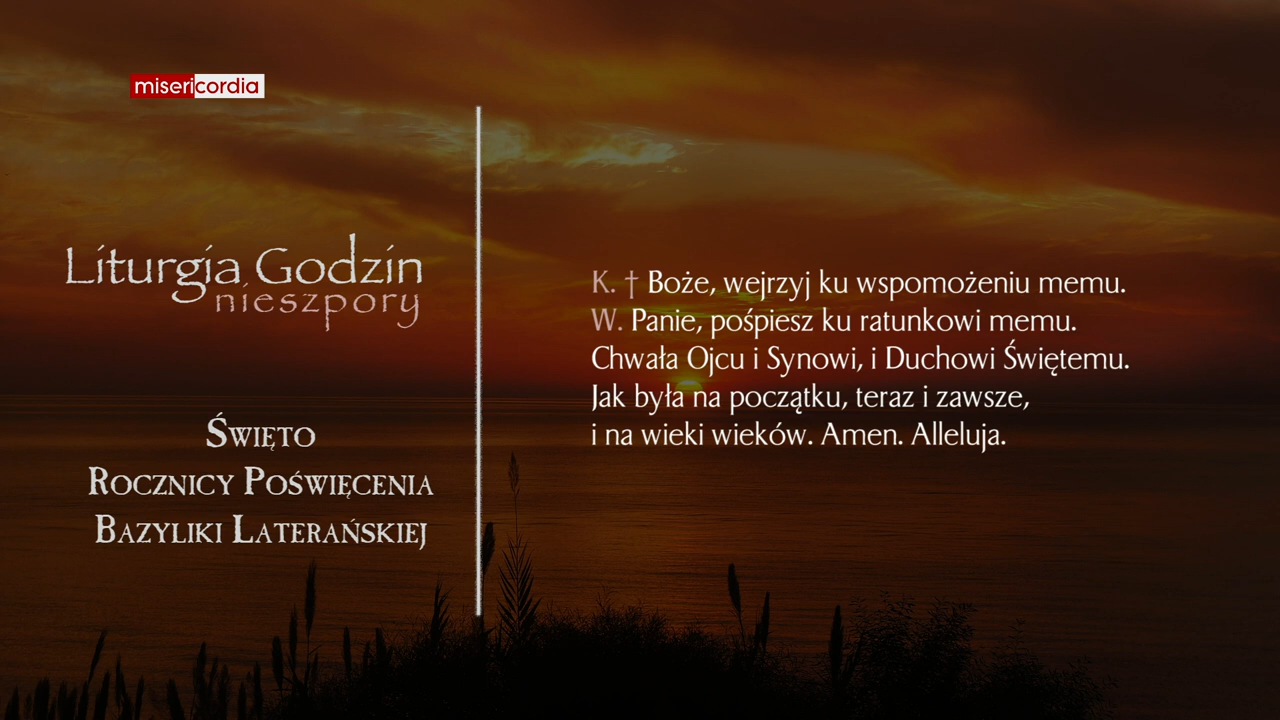 misericordia
Liturgia Godzin
nieszpory
Święto
Rocznicy Poświęcenia
Bazyliki Laterańskiej
K. † Boże, wejrzyj ku wspomożeniu memu.
W. Panie, pośpiesz ku ratunkowi memu.
Chwała Ojcu i Synowi, i Duchowi Świętemu.
Jak była na początku, teraz i zawsze,
i na wieki wieków. Amen. Alleluja.